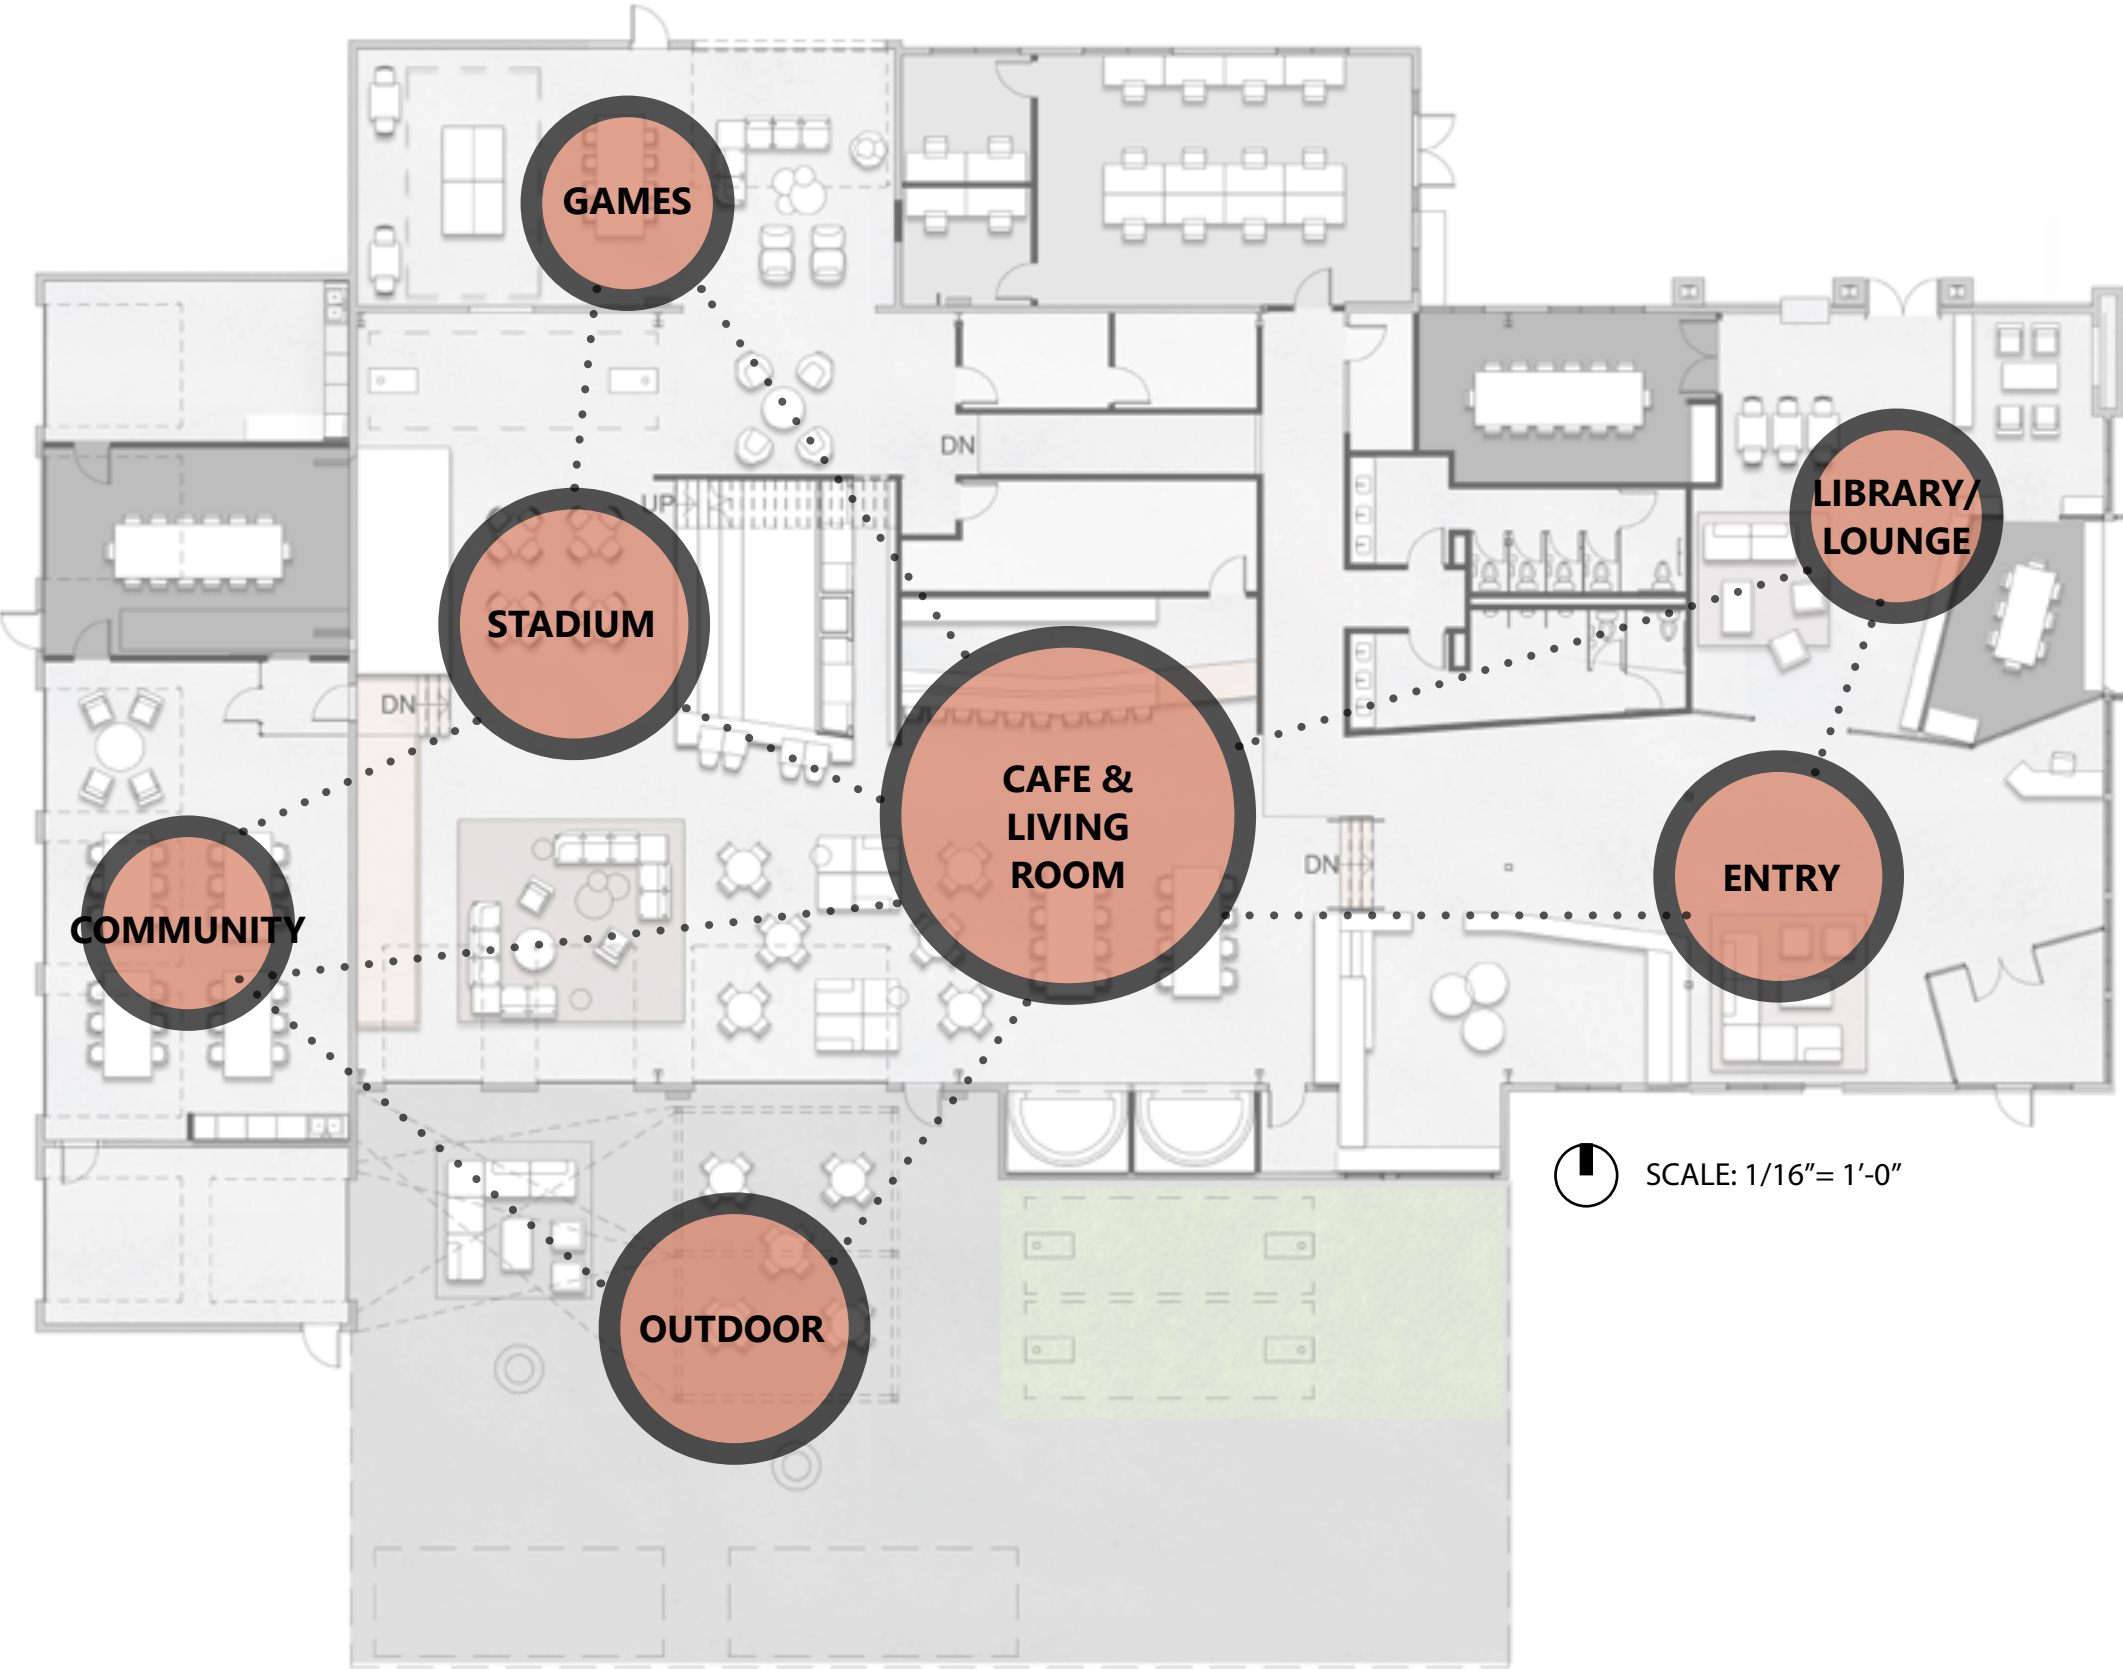 GAMES
DN
LIBRARY/
LOUNGE
UP
STADIUM
DN
CAFE &
LIVING
ROOM
DN
ENTRY
COMMUNITY
SCALE: 1/16”= 1’-0”
OUTDOOR